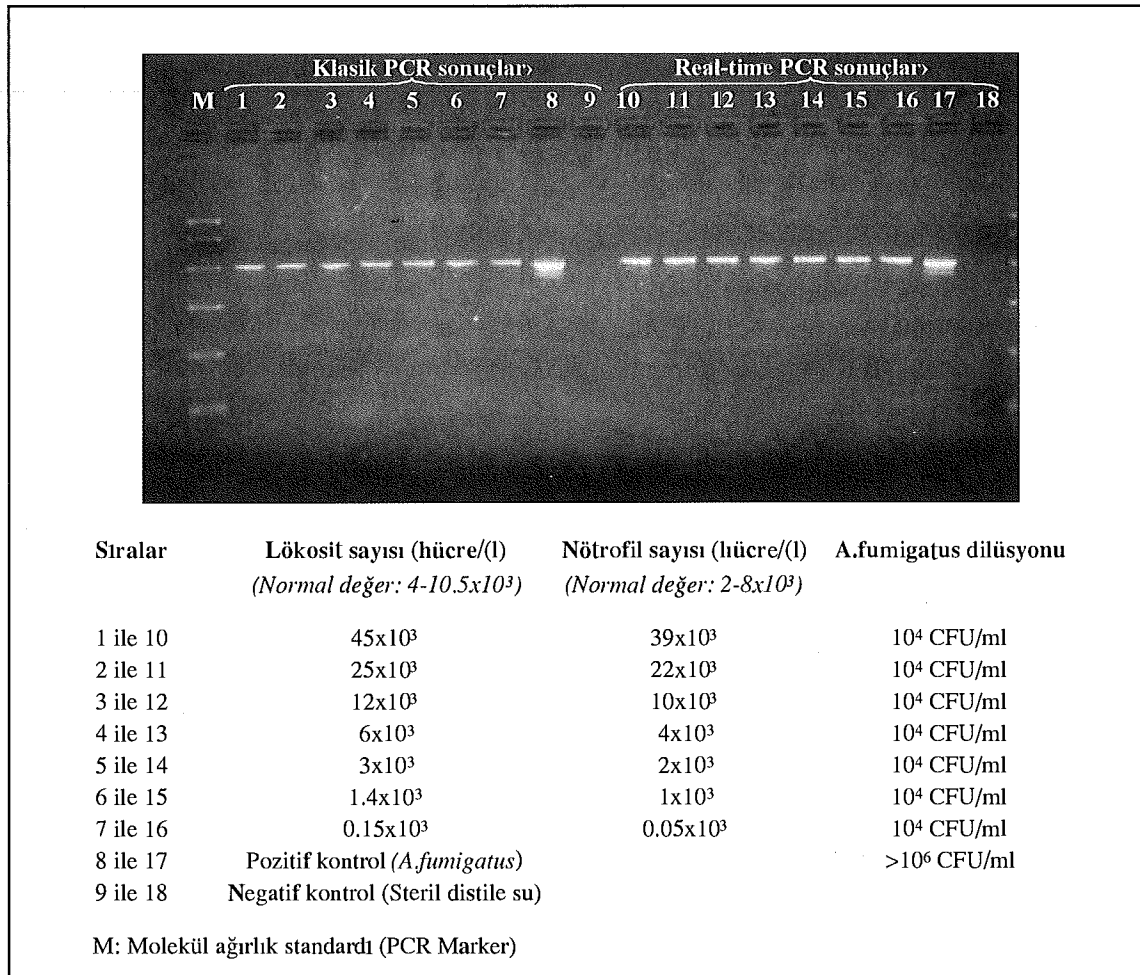 Klasik PCR sonuçlar› Real-time PCR sonuçlar›
M 1 2 3 4 5 6 7 8 9 10 11 12 13 14 15 16 17 18
Sıralar Lökosit sayısı (hücre/(l) Nötrofil sayısı (hücre/(l) A.fumigatus dilüsyonu
(Normal değer: 4-10.5x10³) (Normal değer: 2-8x10³)
1 ile 10 45x10³ 39x10³ 10⁴ CFU/ml
2 ile 11 25x10³ 22x10³ 10⁴ CFU/ml
3 ile 12 12x10³ 10x10³ 10⁴ CFU/ml
4 ile 13 6x10³ 4x10³ 10⁴ CFU/ml
5 ile 14 3x10³ 2x10³ 10⁴ CFU/ml
6 ile 15 1.4x10³ 1x10³ 10⁴ CFU/ml
7 ile 16 0.15x10³ 0.05x10³ 10⁴ CFU/ml
8 ile 17 Pozitif kontrol (A.fumigatus) >10⁶ CFU/ml
9 ile 18 Negatif kontrol (Steril distile su)
M: Molekül ağırlık standardı (PCR Marker)